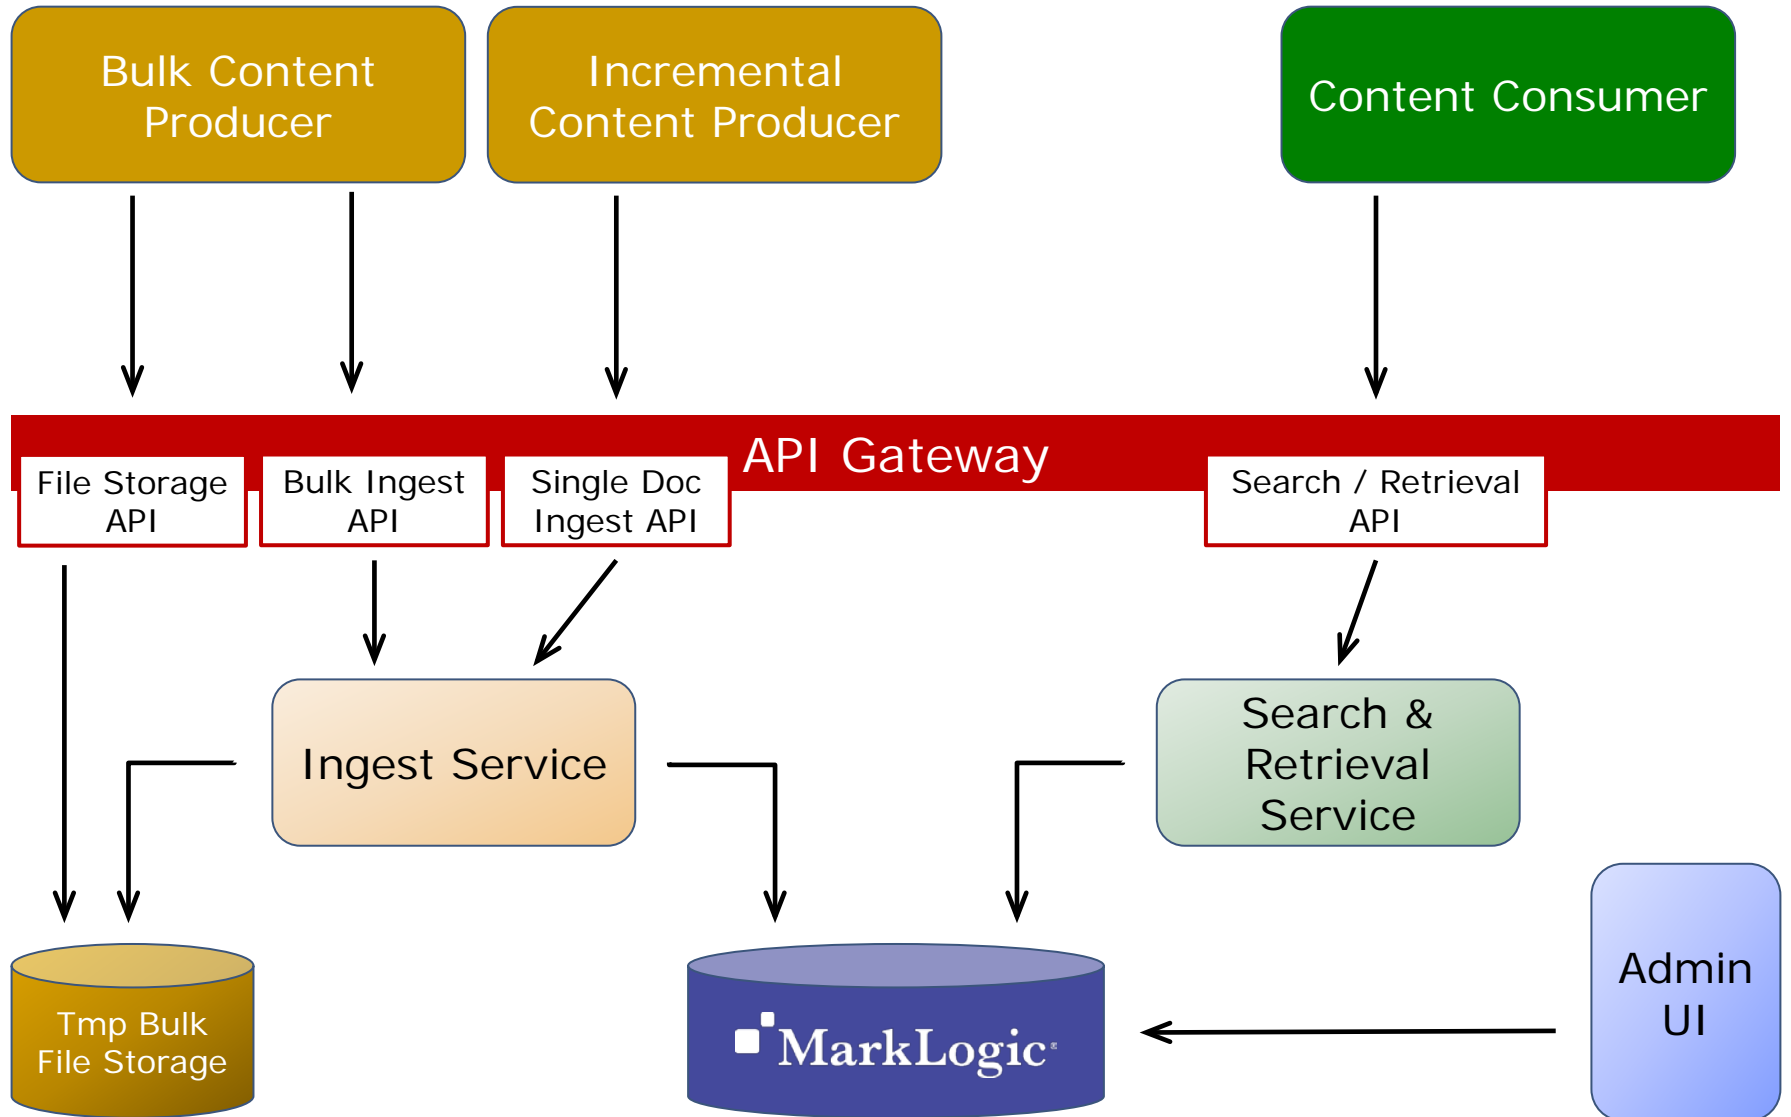 Bulk Content
Producer
Incremental
Content Producer
Content Consumer
API Gateway
File Storage
API
Bulk Ingest
API
Single Doc
Ingest API
Search / Retrieval
API
Ingest Service
Search &
Retrieval
Service
Tmp Bulk
File Storage
MarkLogic
Admin
UI